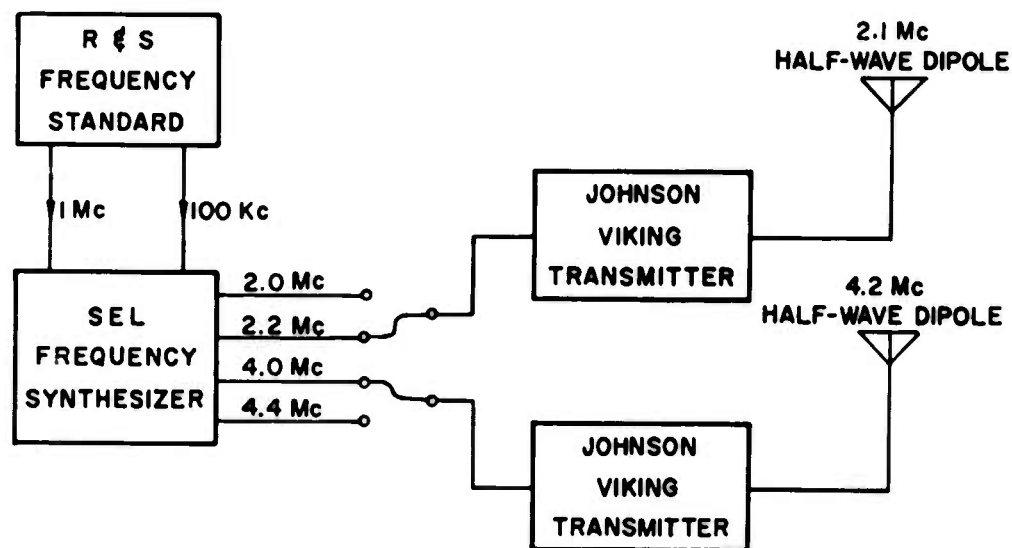 R & S
FREQUENCY
STANDARD
1 Mc
100 Kc
SEL
FREQUENCY
SYNTHESIZER
2.0 Mc
2.2 Mc
4.0 Mc
4.4 Mc
JOHNSON
VIKING
TRANSMITTER
2.1 Mc
HALF-WAVE DIPOLE
JOHNSON
VIKING
TRANSMITTER
4.2 Mc
HALF-WAVE DIPOLE